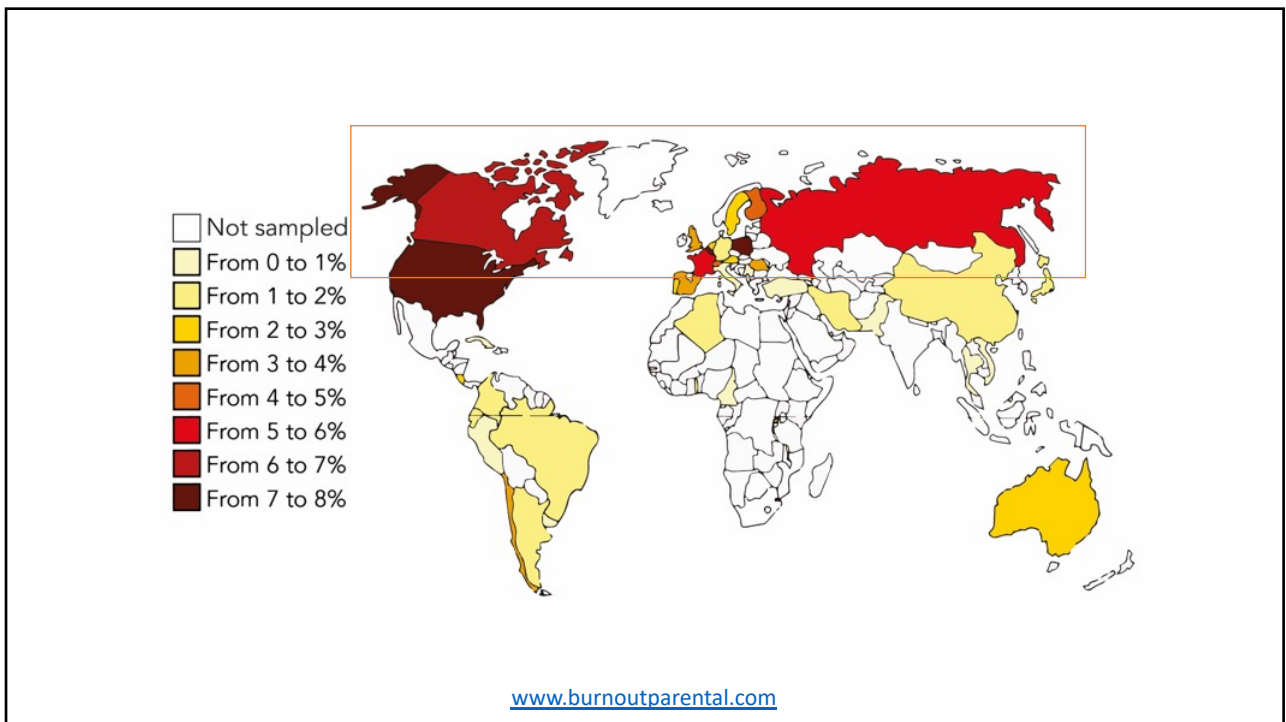 Not sampled
From 0 to 1%
From 1 to 2%
From 2 to 3%
From 3 to 4%
From 4 to 5%
From 5 to 6%
From 6 to 7%
From 7 to 8%
www.burnoutparental.com